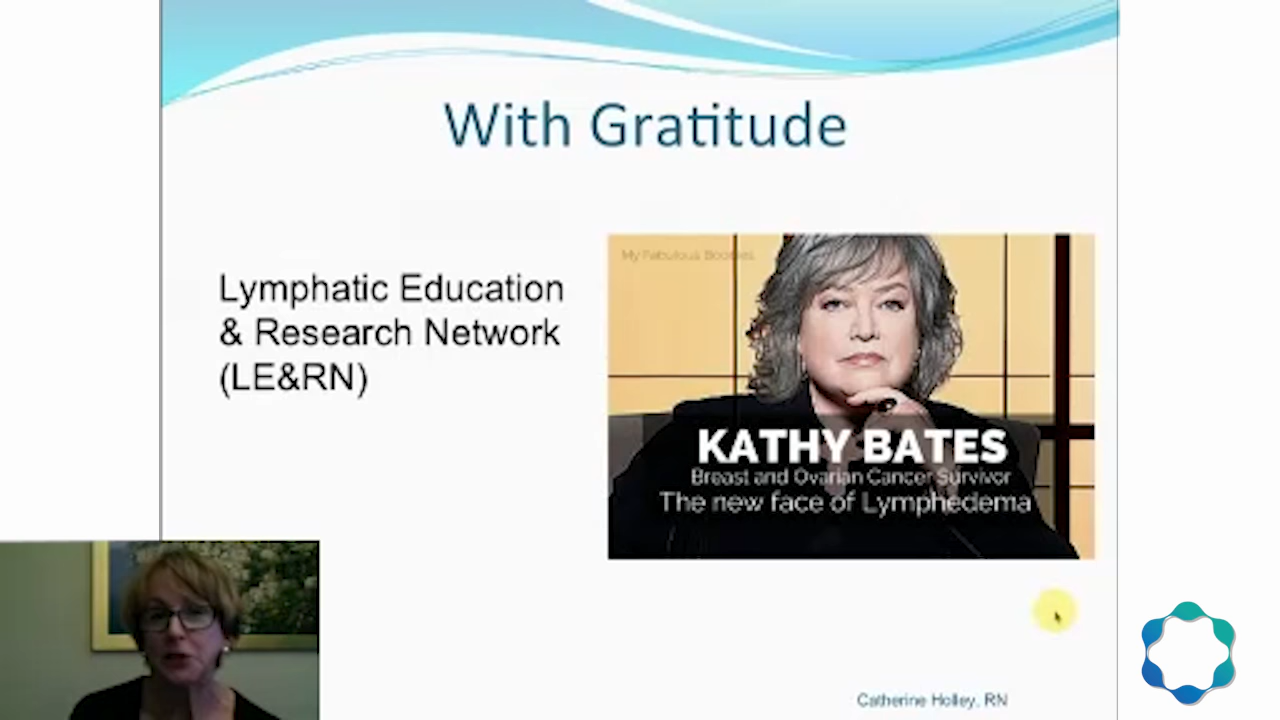 With Gratitude
Lymphatic Education
& Research Network
(LE&RN)
My Fabulous Boobies
KATHY BATES
Breast and Ovarian Cancer Survivor
The new face of Lymphedema
Catherine Holley, RN